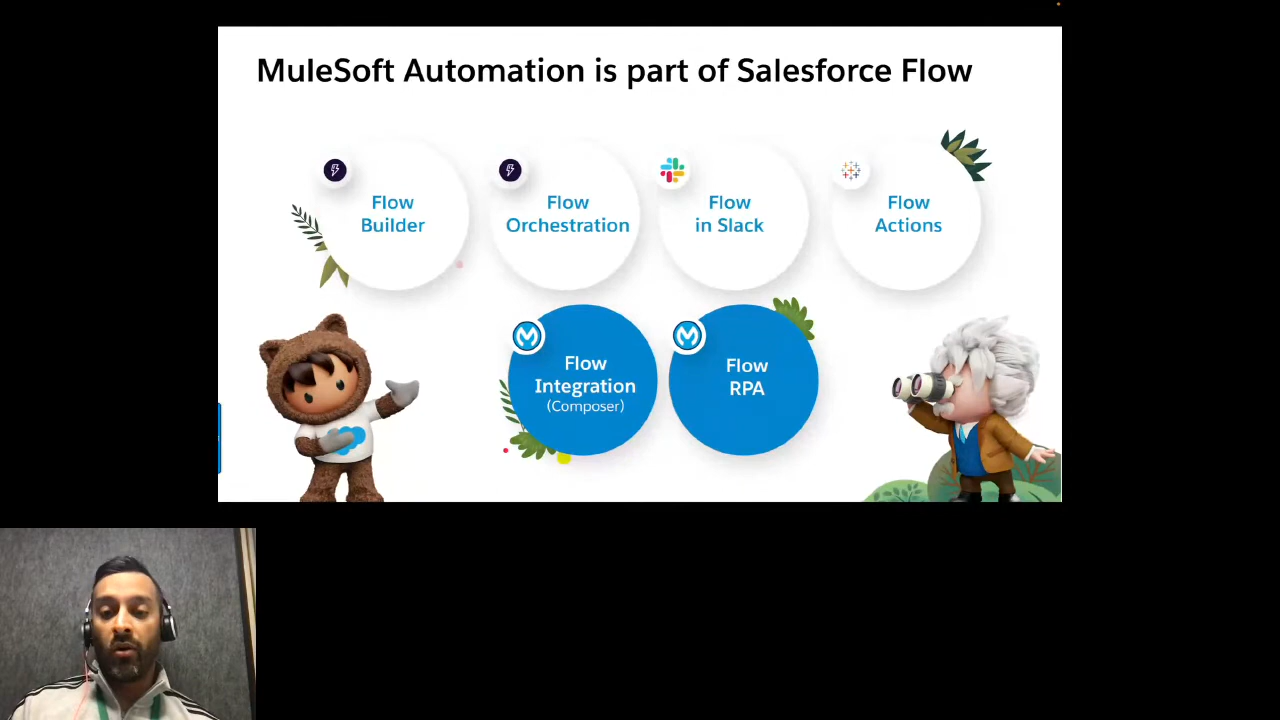 MuleSoft Automation is part of Salesforce Flow
Flow
Builder
Flow
Orchestration
Flow
in Slack
Flow
Actions
Flow
Integration
(Composer)
Flow
RPA